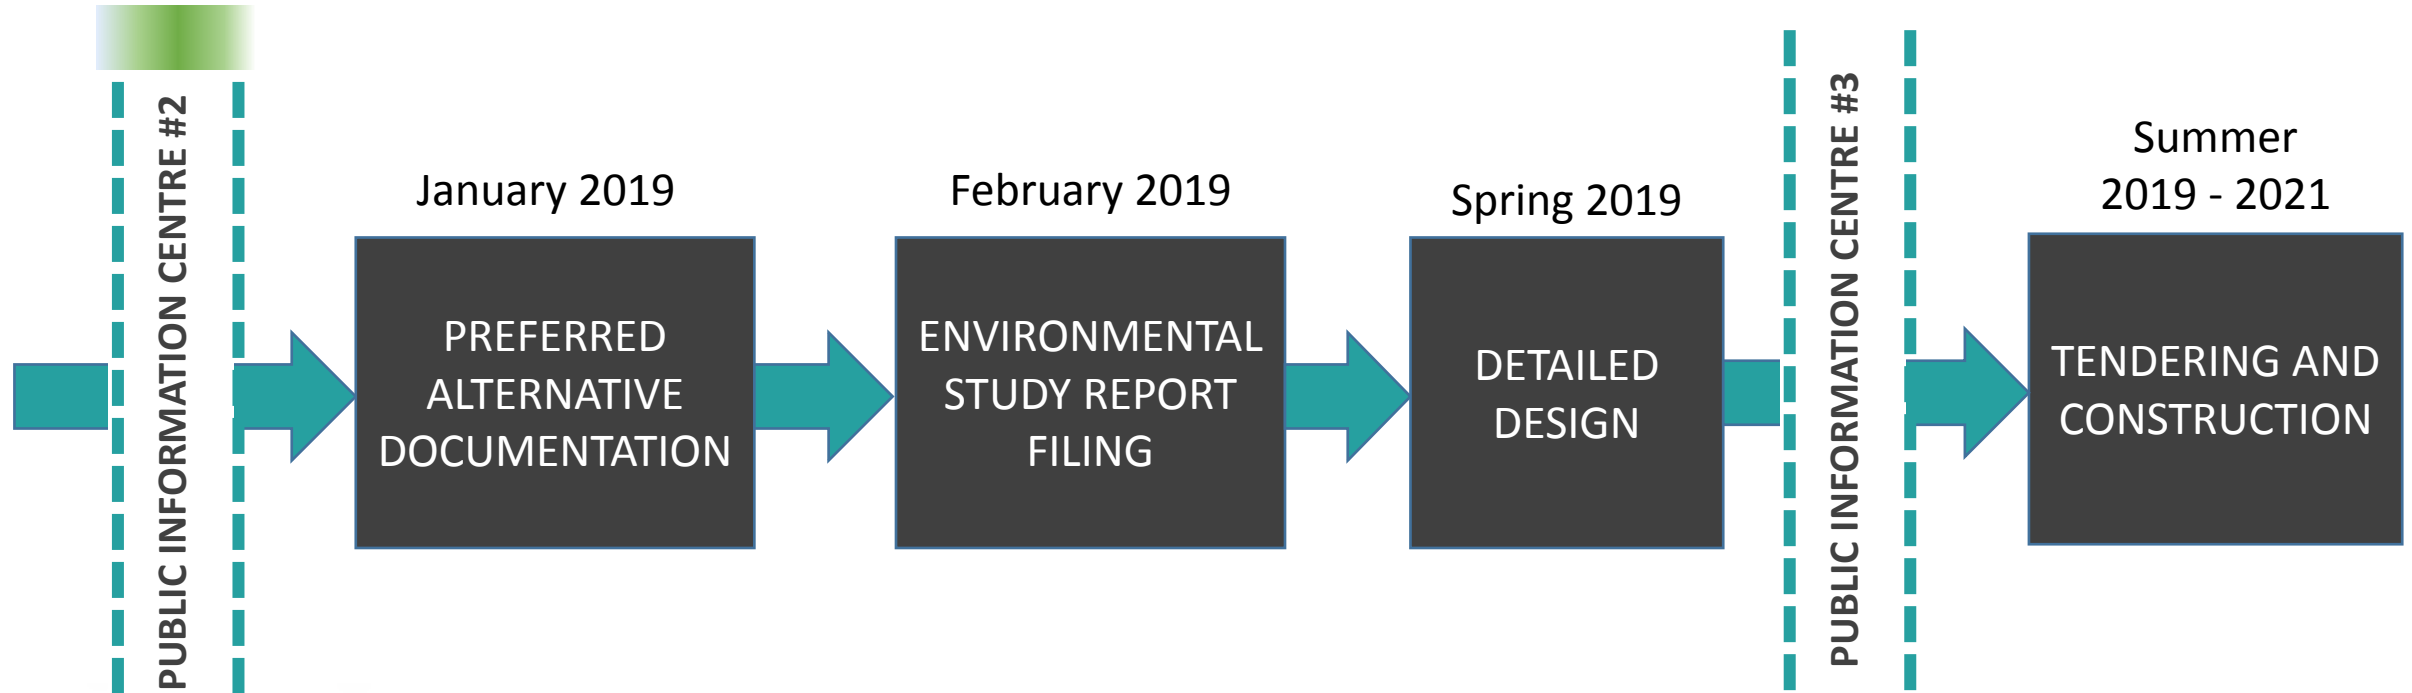 PUBLIC INFORMATION CENTRE #2
January 2019
PREFERRED
ALTERNATIVE
DOCUMENTATION
February 2019
ENVIRONMENTAL
STUDY REPORT
FILING
Spring 2019
DETAILED
DESIGN
PUBLIC INFORMATION CENTRE #3
Summer
2019 - 2021
TENDERING AND
CONSTRUCTION